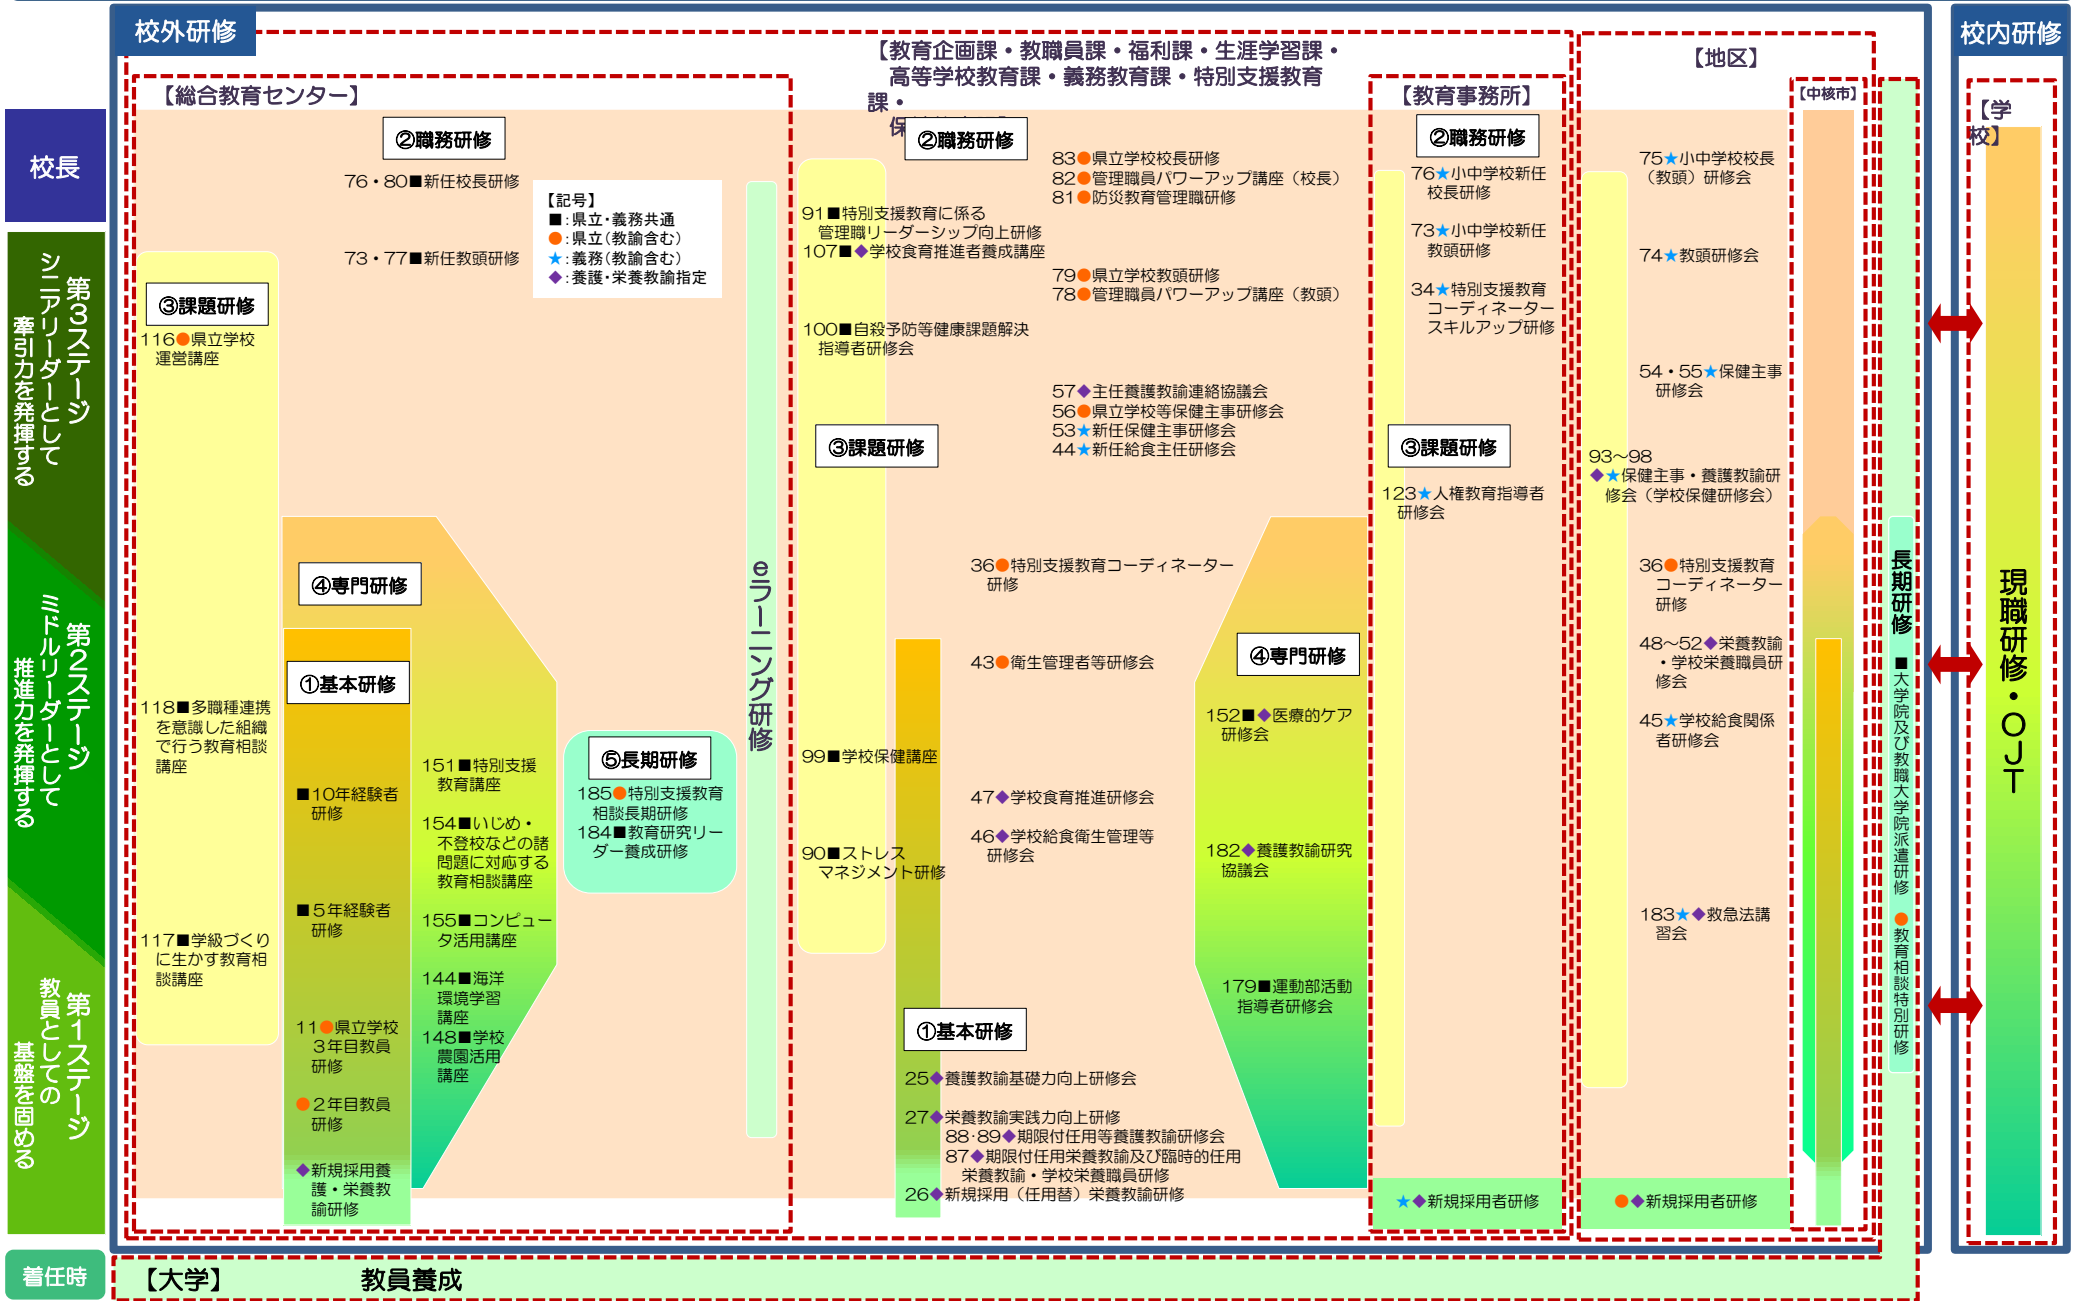 校外研修
校内研修
【教育企画課・教職員課・福利課・生涯学習課・
高等学校教育課・義務教育課・特別支援教育
課・
【地区】
【総合教育センター】
【教育事務所】
【中核市】
【学
校】
校長
②職務研修
76・80■新任校長研修
73・77■新任教頭研修
【記号】
■：県立・義務共通
●：県立（教諭含む）
★：義務（教諭含む）
◆：養護・栄養教諭指定
③課題研修
116●県立学校
運営講座
118■多職種連携
を意識した組織
で行う教育相談
講座
117■学級づくり
に生かす教育相
談講座
④専門研修
①基本研修
■10年経験者
研修
■５年経験者
研修
11●県立学校
３年目教員
研修
●２年目教員
研修
◆新規採用養
護・栄養教
諭研修
151■特別支援
教育講座
154■いじめ・
不登校などの諸
問題に対応する
教育相談講座
155■コンピュー
タ活用講座
144■海洋
環境学習
講座
148■学校
農園活用
講座
⑤長期研修
185●特別支援教育
相談長期研修
184■教育研究リー
ダー養成研修
eラーニング研修
②職務研修
83●県立学校校長研修
82●管理職員パワーアップ講座（校長）
81●防災教育管理職研修
91■特別支援教育に係る
管理職リーダーシップ向上研修
107■◆学校食育推進者養成講座
79●県立学校教頭研修
78●管理職員パワーアップ講座（教頭）
100■自殺予防等健康課題解決
指導者研修会
57◆主任養護教諭連絡協議会
56●県立学校等保健主事研修会
53★新任保健主事研修会
44★新任給食主任研修会
③課題研修
36●特別支援教育コーディネーター
研修
43●衛生管理者等研修会
99■学校保健講座
47◆学校食育推進研修会
46◆学校給食衛生管理等
研修会
90■ストレス
マネジメント研修
④専門研修
152■◆医療的ケア
研修会
182◆養護教諭研究
協議会
179■運動部活動
指導者研修会
①基本研修
25◆養護教諭基礎力向上研修会
27◆栄養教諭実践力向上研修
88･89◆期限付任用等養護教諭研修会
87◆期限付任用栄養教諭及び臨時的任用
栄養教諭・学校栄養職員研修
26◆新規採用（任用替）栄養教諭研修
②職務研修
76★小中学校新任
校長研修
73★小中学校新任
教頭研修
34★特別支援教育
コーディネーター
スキルアップ研修
③課題研修
123★人権教育指導者
研修会
★◆新規採用者研修
75★小中学校校長
（教頭）研修会
74★教頭研修会
54・55★保健主事
研修会
93～98
◆★保健主事・養護教諭研
修会（学校保健研修会）
36●特別支援教育
コーディネーター
研修
48～52◆栄養教諭
・学校栄養職員研
修会
45★学校給食関係
者研修会
183★◆救急法講
習会
●◆新規採用者研修
長期研修
■大学院及び教職大学院派遣研修
●教育相談特別研修
現職研修・ＯＪＴ
第３ステージ
シニアリーダーとして
牽引力を発揮する
第２ステージ
ミドルリーダーとして
推進力を発揮する
第１ステージ
教員としての
基盤を固める
着任時
【大学】
教員養成